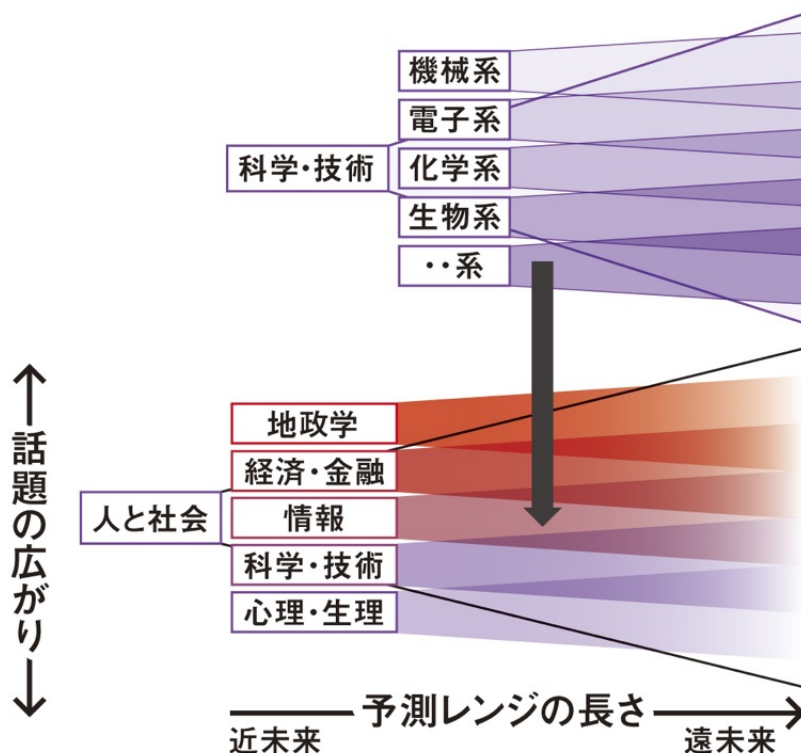 機械系
電子系
科学・技術
化学系
生物系
・・系
地政学
経済・金融
人と社会
情報
科学・技術
心理・生理
話題の広がり
予測レンジの長さ
近未来
遠未来